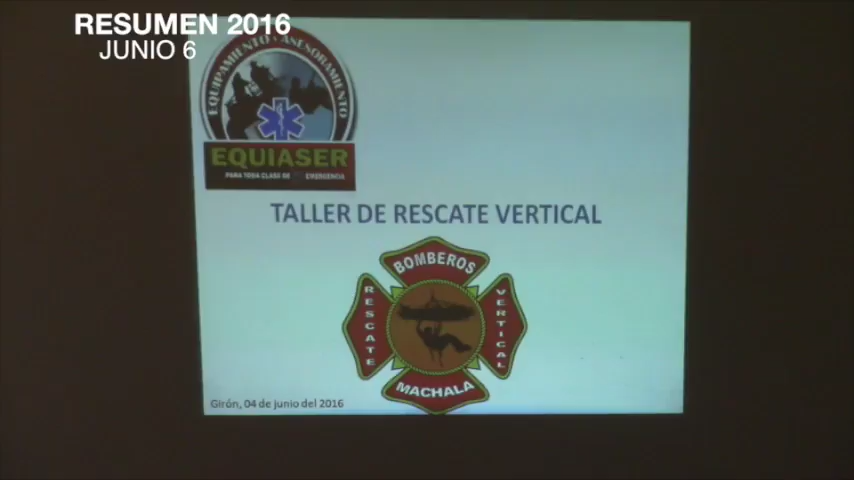 RESUMEN 2016
JUNIO 6
EQUIPAMIENTO Y ASESORAMIENTO
EQUIASER
PARA TODA CLASE DE EMERGENCIA
TALLER DE RESCATE VERTICAL
BOMBEROS
RESCATE
VERTICAL
MACHALA
Girón, 04 de junio del 2016